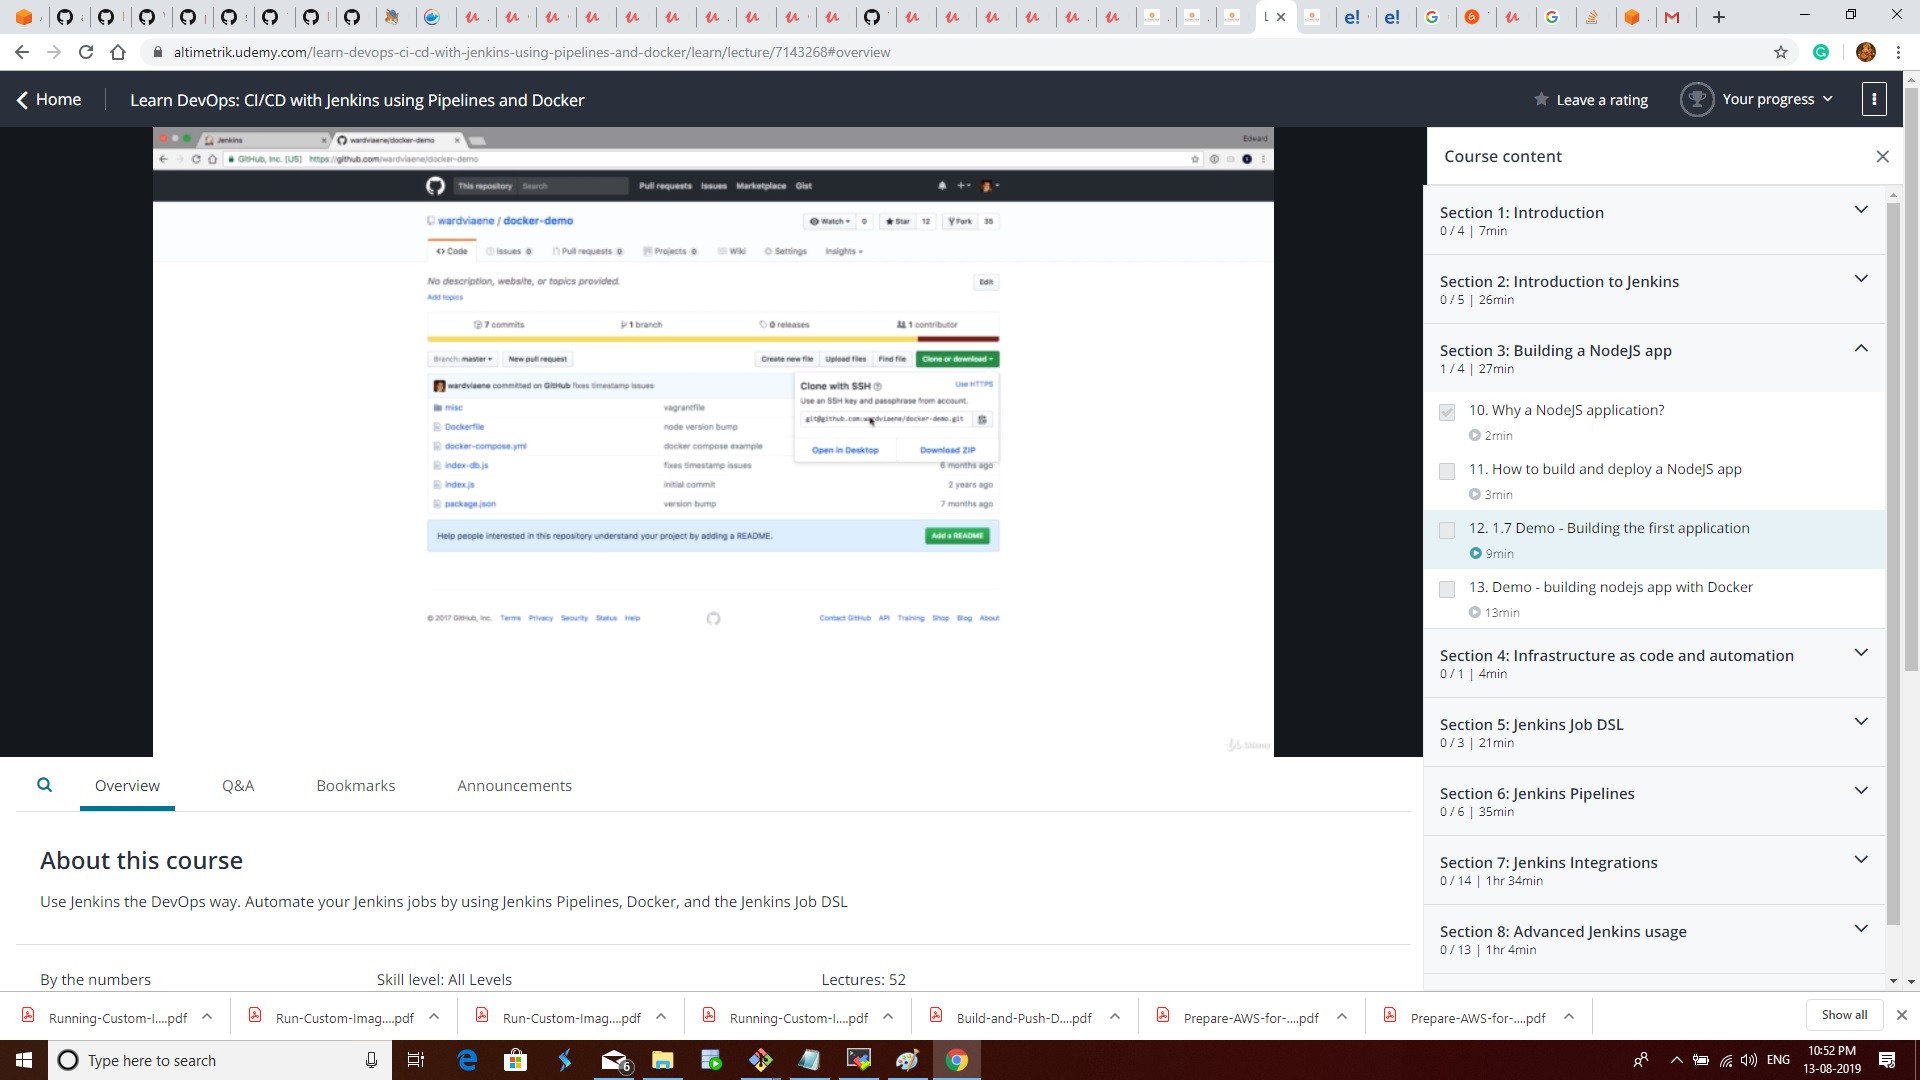 altimetrik.udemy.com/learn-devops-ci-cd-with-jenkins-using-pipelines-and-docker/learn/lecture/7143268#overview
Home
Learn DevOps: CI/CD with Jenkins using Pipelines and Docker
Leave a rating
Your progress
Jenkins
wardviaene/docker-demo
Edward
GitHub, Inc. [US] https://github.com/wardviaene/docker-demo
This repository Search
Pull requests Issues Marketplace Gist
wardviaene / docker-demo
Watch 0 Star 12 Fork 35
Code Issues 0 Pull requests 0 Projects 0 Wiki Settings Insights
No description, website, or topics provided.
Edit
Add topics
7 commits 1 branch 0 releases 1 contributor
Branch: master New pull request Create new file Upload files Find file Clone or download
wardviaene committed on GitHub fixes timestamp issues
Clone with SSH Use HTTPS
Use an SSH key and passphrase from account.
git@github.com:wardviaene/docker-demo.git
Open in Desktop Download ZIP
misc vagrantfile
Dockerfile node version bump
docker-compose.yml docker compose example
index-db.js fixes timestamp issues 6 months ago
index.js initial commit 2 years ago
package.json version bump 7 months ago
Help people interested in this repository understand your project by adding a README.
Add a README
© 2017 GitHub, Inc. Terms Privacy Security Status Help
Contact GitHub API Training Shop Blog About
Udemy
Course content
Section 1: Introduction
0 / 4 | 7min
Section 2: Introduction to Jenkins
0 / 5 | 26min
Section 3: Building a NodeJS app
1 / 4 | 27min
10. Why a NodeJS application?
2min
11. How to build and deploy a NodeJS app
3min
12. 1.7 Demo - Building the first application
9min
13. Demo - building nodejs app with Docker
13min
Section 4: Infrastructure as code and automation
0 / 1 | 4min
Section 5: Jenkins Job DSL
0 / 3 | 21min
Section 6: Jenkins Pipelines
0 / 6 | 35min
Section 7: Jenkins Integrations
0 / 14 | 1hr 34min
Section 8: Advanced Jenkins usage
0 / 13 | 1hr 4min
Overview
Q&A
Bookmarks
Announcements
About this course
Use Jenkins the DevOps way. Automate your Jenkins jobs by using Jenkins Pipelines, Docker, and the Jenkins Job DSL
By the numbers
Skill level: All Levels
Lectures: 52
Running-Custom-I....pdf
Run-Custom-Imag....pdf
Run-Custom-Imag....pdf
Running-Custom-I....pdf
Build-and-Push-D....pdf
Prepare-AWS-for-....pdf
Prepare-AWS-for-....pdf
Show all
Type here to search
6
ENG
10:52 PM
13-08-2019